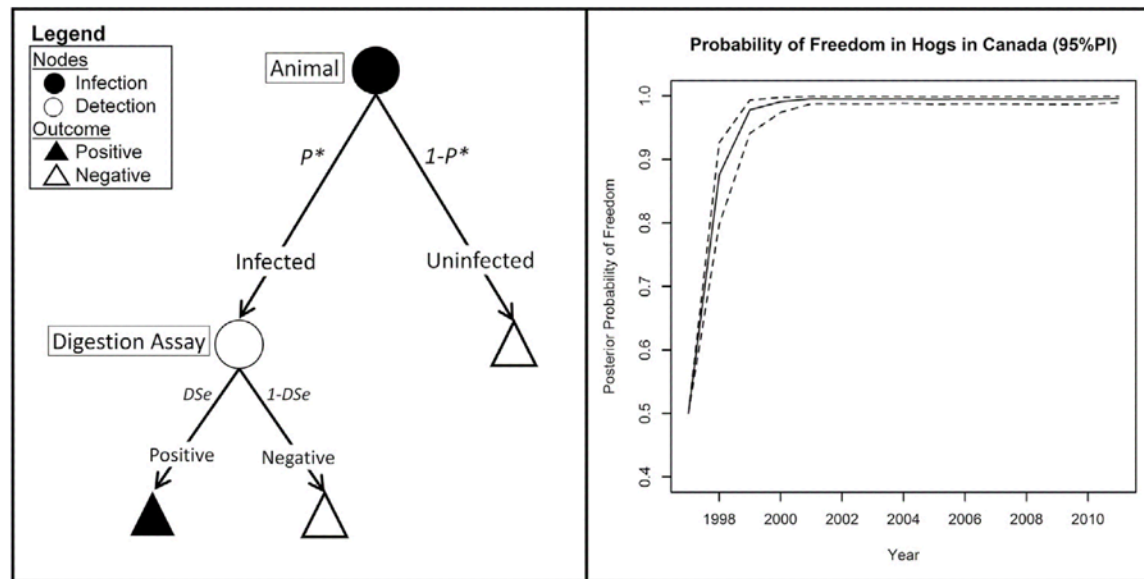 Legend
Nodes
Infection
Detection
Outcome
Positive
Negative
Animal
P*
1-P*
Infected
Uninfected
Digestion Assay
DSe
1-DSe
Positive
Negative
Probability of Freedom in Hogs in Canada (95%PI)
Posterior Probability of Freedom
1.0
0.9
0.8
0.7
0.6
0.5
0.4
1998 2000 2002 2004 2006 2008 2010
Year